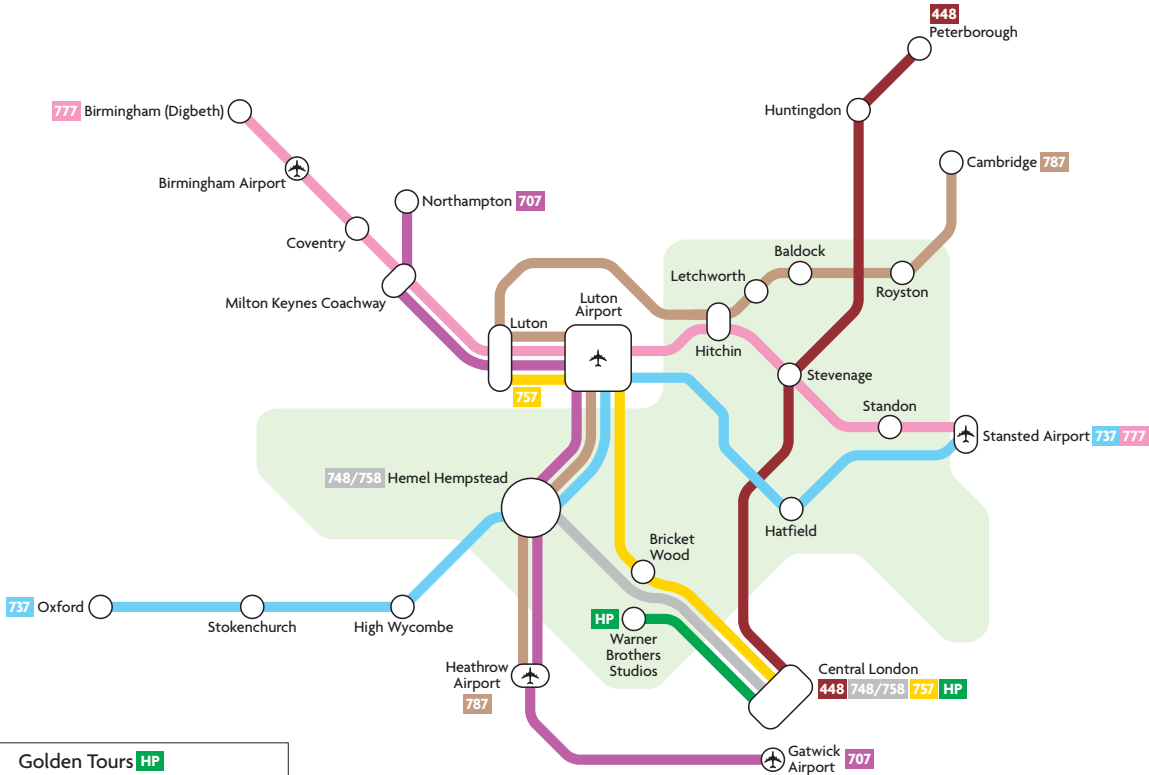 448
Peterborough
Huntingdon
777 Birmingham (Digbeth)
Cambridge 787
Birmingham Airport
Northampton 707
Coventry
Baldock
Letchworth
Royston
Milton Keynes Coachway
Luton
Airport
Luton
Hitchin
Stevenage
757
Standon
Stansted Airport 737 777
748/758 Hemel Hempstead
Hatfield
Bricket
Wood
737 Oxford
Stokenchurch
High Wycombe
HP
Warner
Brothers
Studios
Heathrow
Airport
787
Central London
448 748/758 757 HP
Gatwick
Airport 707
Golden Tours HP